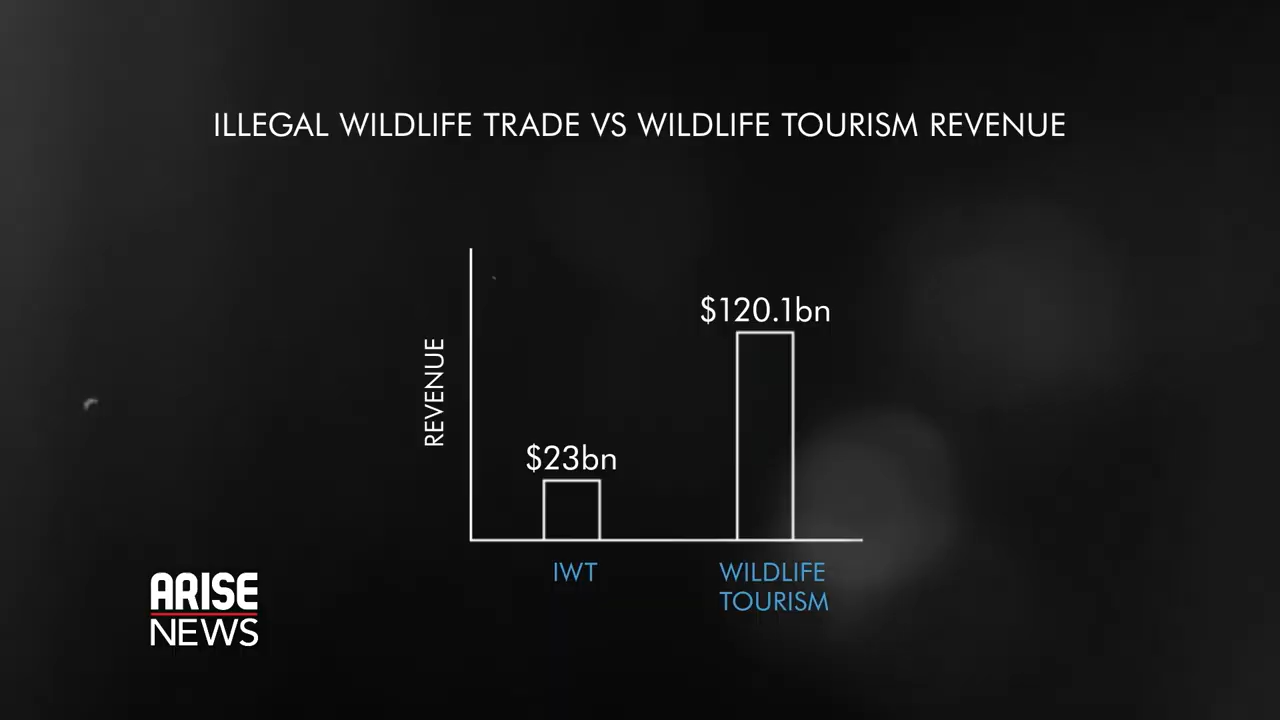 ILLEGAL WILDLIFE TRADE VS WILDLIFE TOURISM REVENUE
$120.1bn
REVENUE
$23bn
IWT
WILDLIFE
TOURISM
ARISE
NEWS